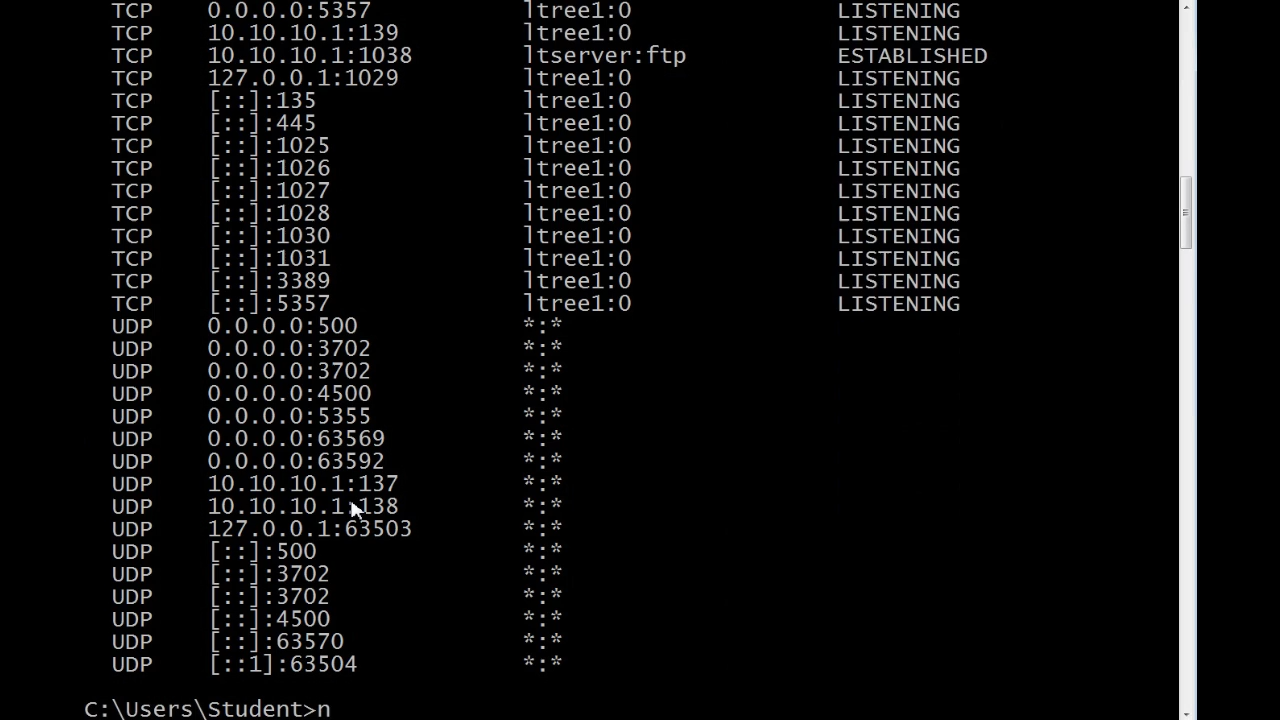 TCP 0.0.0.0:5357 ltree1:0 LISTENING
TCP 10.10.10.1:139 ltree1:0 LISTENING
TCP 10.10.10.1:1038 ltserver:ftp ESTABLISHED
TCP 127.0.0.1:1029 ltree1:0 LISTENING
TCP [::]:135 ltree1:0 LISTENING
TCP [::]:445 ltree1:0 LISTENING
TCP [::]:1025 ltree1:0 LISTENING
TCP [::]:1026 ltree1:0 LISTENING
TCP [::]:1027 ltree1:0 LISTENING
TCP [::]:1028 ltree1:0 LISTENING
TCP [::]:1030 ltree1:0 LISTENING
TCP [::]:1031 ltree1:0 LISTENING
TCP [::]:3389 ltree1:0 LISTENING
TCP [::]:5357 ltree1:0 LISTENING
UDP 0.0.0.0:500 *:*
UDP 0.0.0.0:3702 *:*
UDP 0.0.0.0:3702 *:*
UDP 0.0.0.0:4500 *:*
UDP 0.0.0.0:5355 *:*
UDP 0.0.0.0:63569 *:*
UDP 0.0.0.0:63592 *:*
UDP 10.10.10.1:137 *:*
UDP 10.10.10.1:138 *:*
UDP 127.0.0.1:63503 *:*
UDP [::]:500 *:*
UDP [::]:3702 *:*
UDP [::]:3702 *:*
UDP [::]:4500 *:*
UDP [::]:63570 *:*
UDP [::1]:63504 *:*
C:\Users\Student>n